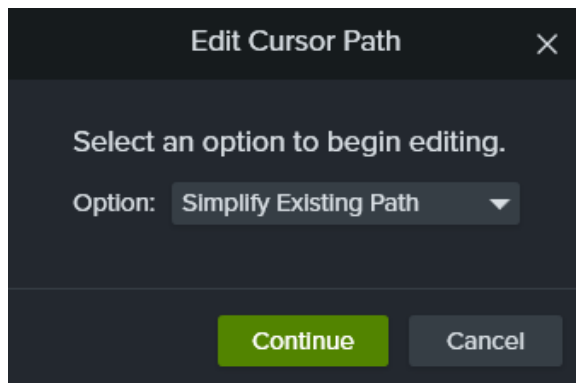 Edit Cursor Path
Select an option to begin editing.
Option: Simplify Existing Path
Continue Cancel